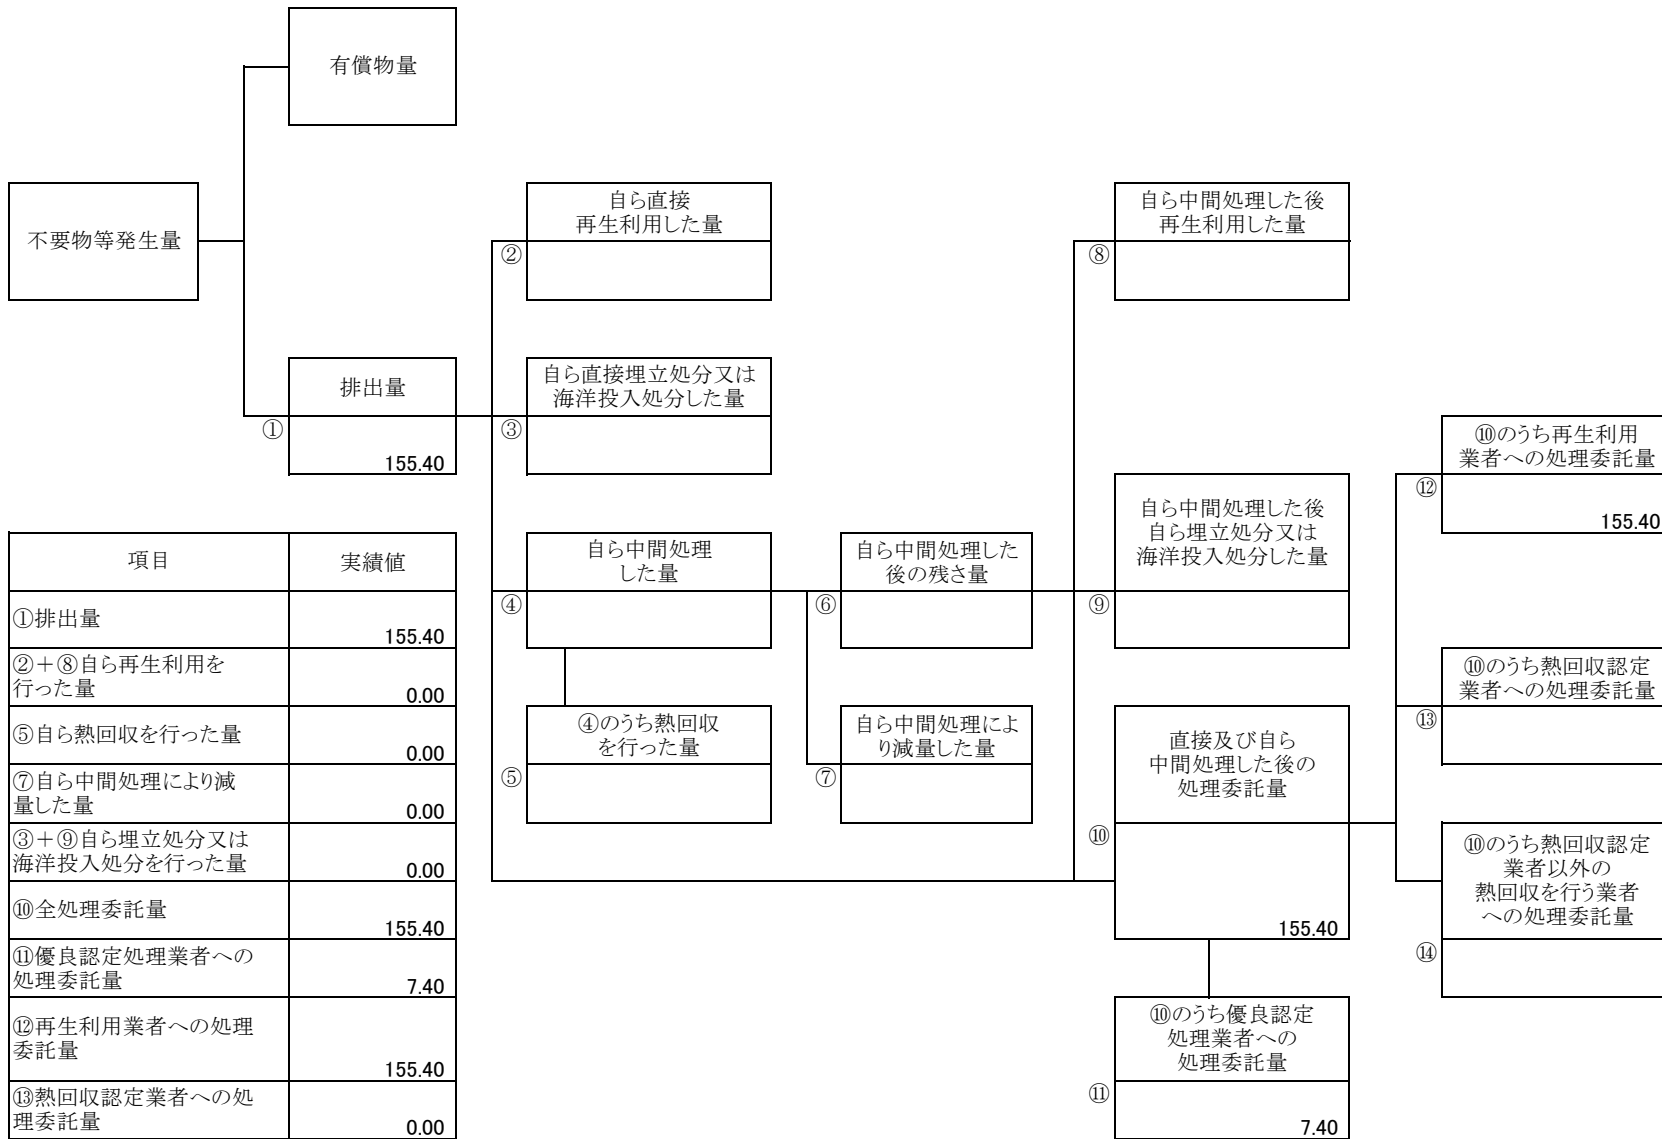 有償物量
不要物等発生量
自ら直接
再生利用した量
②
自ら中間処理した後
再生利用した量
⑧
排出量
①
155.40
自ら直接埋立処分又は
海洋投入処分した量
③
⑩のうち再生利用
業者への処理委託量
⑫
155.40
自ら中間処理した後
自ら埋立処分又は
海洋投入処分した量
⑨
自ら中間処理
した量
④
自ら中間処理した
後の残さ量
⑥
⑩のうち熱回収認定
業者への処理委託量
⑬
④のうち熱回収
を行った量
⑤
自ら中間処理によ
り減量した量
⑦
直接及び自ら
中間処理した後の
処理委託量
⑩
155.40
⑩のうち熱回収認定
業者以外の
熱回収を行う業者
への処理委託量
⑭
⑩のうち優良認定
処理業者への
処理委託量
⑪
7.40
項目 実績値
①排出量
155.40
②+⑧自ら再生利用を
行った量
0.00
⑤自ら熱回収を行った量
0.00
⑦自ら中間処理により減
量した量
0.00
③+⑨自ら埋立処分又は
海洋投入処分を行った量
0.00
⑩全処理委託量
155.40
⑪優良認定処理業者への
処理委託量
7.40
⑫再生利用業者への処理
委託量
155.40
⑬熱回収認定業者への処
理委託量
0.00